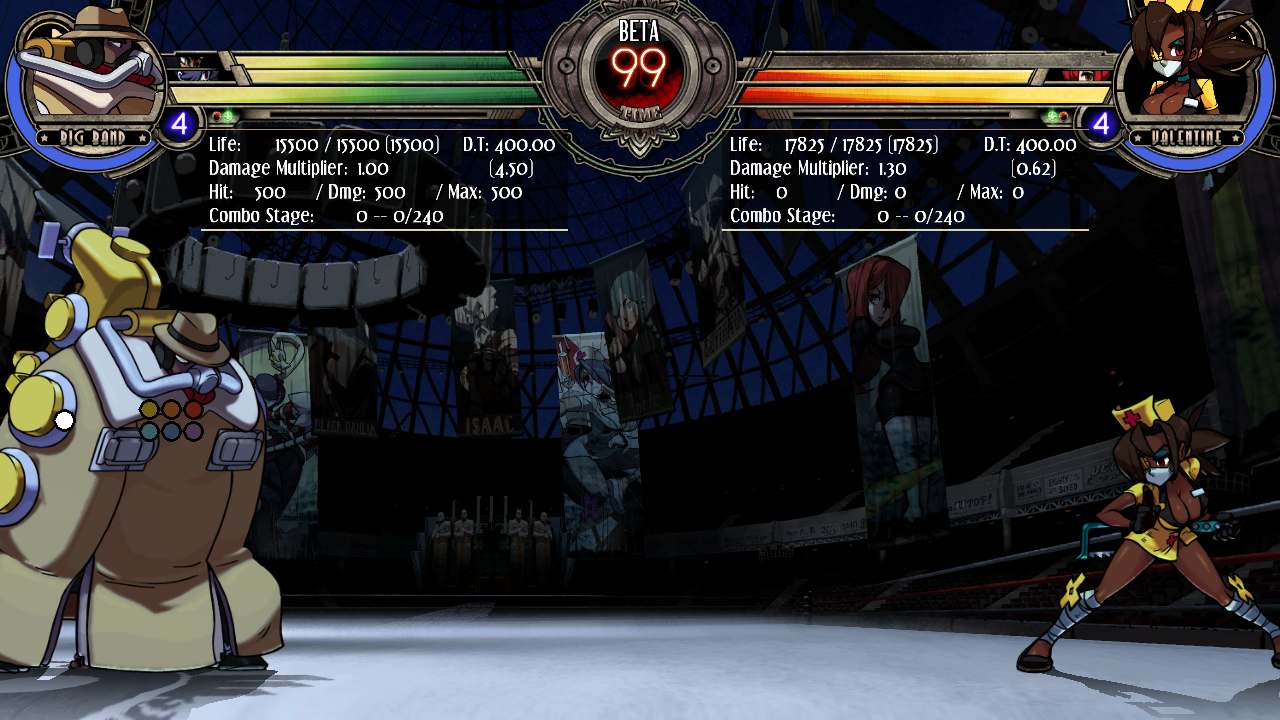 BETA
99
TIME
BIG BAND
4
4
VALENTINE
Life: 15500 / 15500 (15500) D.T: 400.00
Damage Multiplier: 1.00 (4.50)
Hit: 500 / Dmg: 500 / Max: 500
Combo Stage: 0 -- 0/240
Life: 17825 / 17825 (17825) D.T: 400.00
Damage Multiplier: 1.30 (0.62)
Hit: 0 / Dmg: 0 / Max: 0
Combo Stage: 0 -- 0/240
BLACK DAHLIA
ISAAC